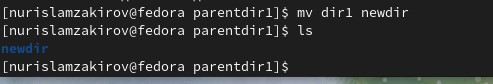 [nurislamzakirov@fedora parentdir1]$ mv dir1 newdir
[nurislamzakirov@fedora parentdir1]$ ls
newdir
[nurislamzakirov@fedora parentdir1]$